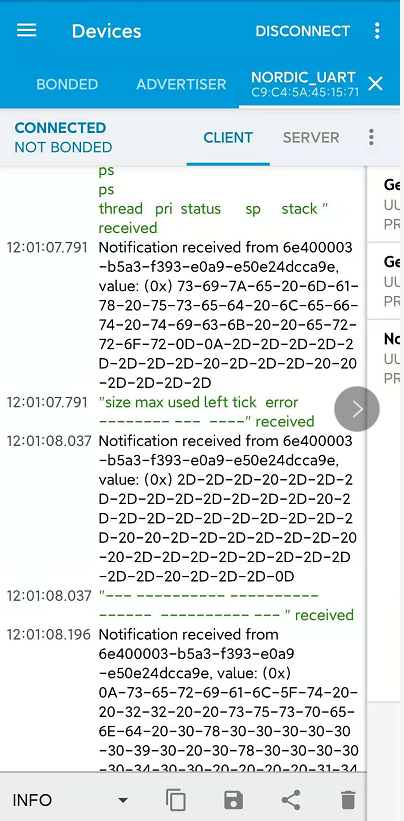 Devices
DISCONNECT
BONDED
ADVERTISER
NORDIC_UART
C9:C4:5A:45:15:71
CONNECTED
NOT BONDED
CLIENT
SERVER
ps
ps
thread pri status sp stack "
received
12:01:07.791 Notification received from 6e400003
-b5a3-f393-e0a9-e50e24dcca9e,
value: (0x) 73-69-7A-65-20-6D-61-
78-20-75-73-65-64-20-6C-65-66-
74-20-74-69-63-6B-20-20-65-72-
72-6F-72-0D-0A-2D-2D-2D-2D-2
D-2D-2D-2D-20-2D-2D-2D-20-20
-2D-2D-2D-2D
12:01:07.791 "size max used left tick error
-------- --- ----" received
12:01:08.037 Notification received from 6e400003
-b5a3-f393-e0a9-e50e24dcca9e,
value: (0x) 2D-2D-2D-20-2D-2D-2
D-2D-2D-2D-2D-2D-2D-2D-20-2
D-2D-2D-2D-2D-2D-2D-2D-2D-2
D-20-20-2D-2D-2D-2D-2D-2D-20
-20-2D-2D-2D-2D-2D-2D-2D-2D
-2D-2D-20-2D-2D-2D-0D
12:01:08.037 "--- ---------- ----------
------ ---------- --- " received
12:01:08.196 Notification received from
6e400003-b5a3-f393-e0a9
-e50e24dcca9e, value: (0x)
0A-73-65-72-69-61-6C-5F-74-20-
20-32-32-20-20-73-75-73-70-65-
6E-64-20-30-78-30-30-30-30-30
-30-39-30-20-30-78-30-30-30-30
-30-34-30-30-20-20-20-20-31-34
Ge
UU
PR
Ge
UU
PR
No
UU
PR
INFO